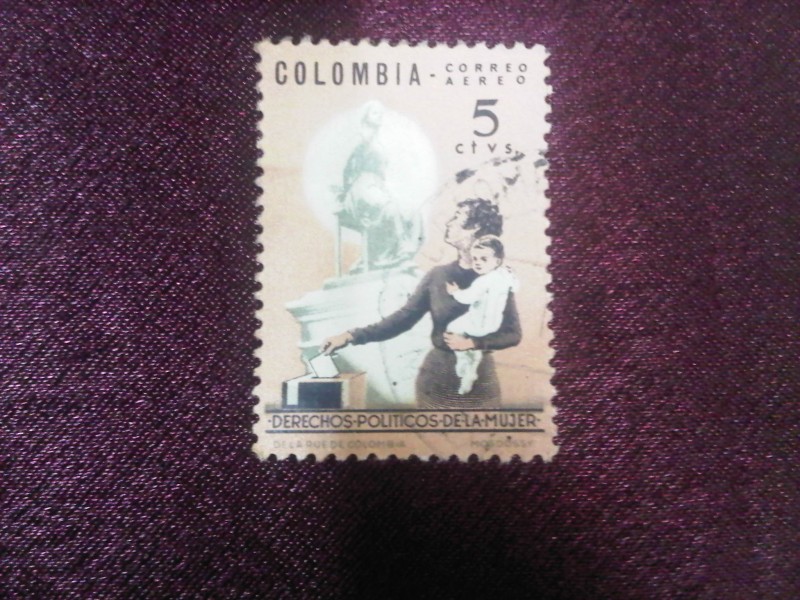 COLOMBIA - CORREO
AEREO
5
ctvs.
·DERECHOS·POLITICOS·DE·LA·MUJER·
DE LA RUE DE COLOMBIA